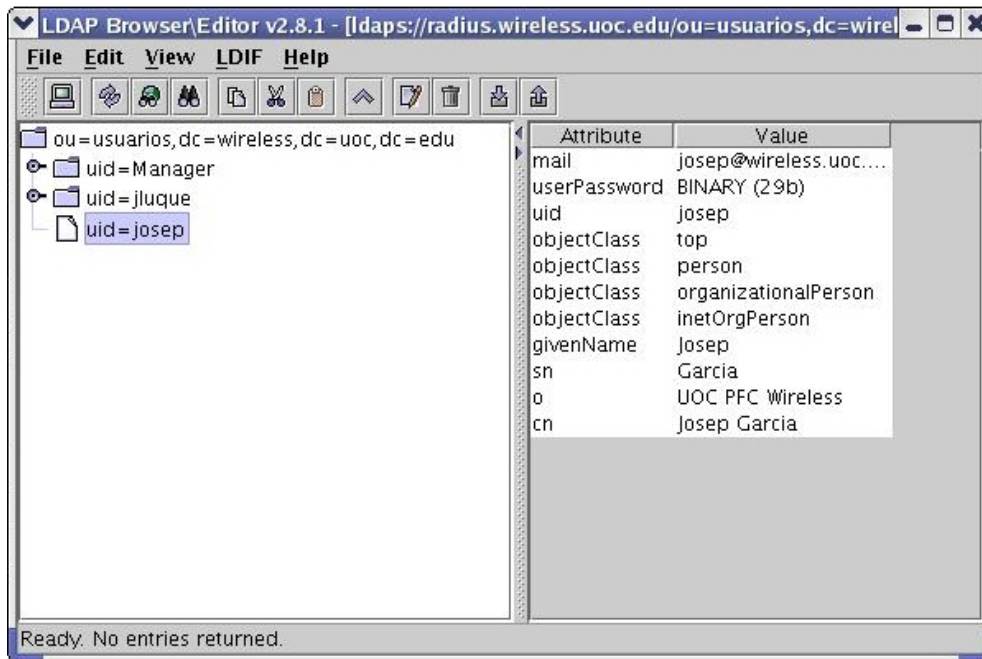 LDAP Browser\Editor v2.8.1 - [ldaps://radius.wireless.uoc.edu/ou=usuarios,dc=wirel
File Edit View LDIF Help
ou=usuarios,dc=wireless,dc=uoc,dc=edu
uid=Manager
uid=jluque
uid=josep
Attribute Value
mail josep@wireless.uoc....
userPassword BINARY (29b)
uid josep
objectClass top
objectClass person
objectClass organizationalPerson
objectClass inetOrgPerson
givenName Josep
sn Garcia
o UOC PFC Wireless
cn Josep Garcia
Ready. No entries returned.